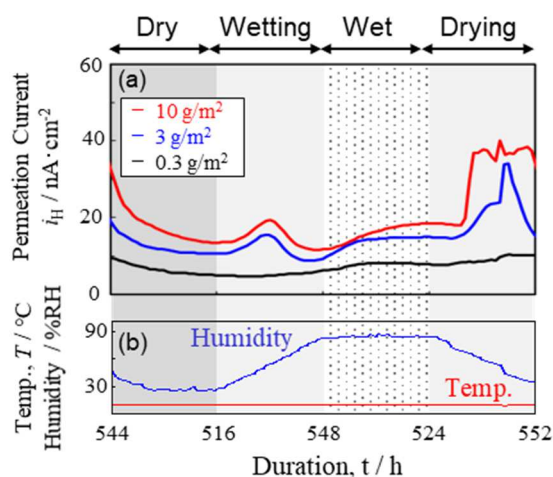 Dry Wetting Wet Drying
Permeation Current
i_H / nA·cm⁻²
60
40
20
0
(a)
10 g/m²
3 g/m²
0.3 g/m²
Temp., T / °C
Humidity / %RH
90
30
(b)
Humidity
Temp.
544 516 548 524 552
Duration, t / h